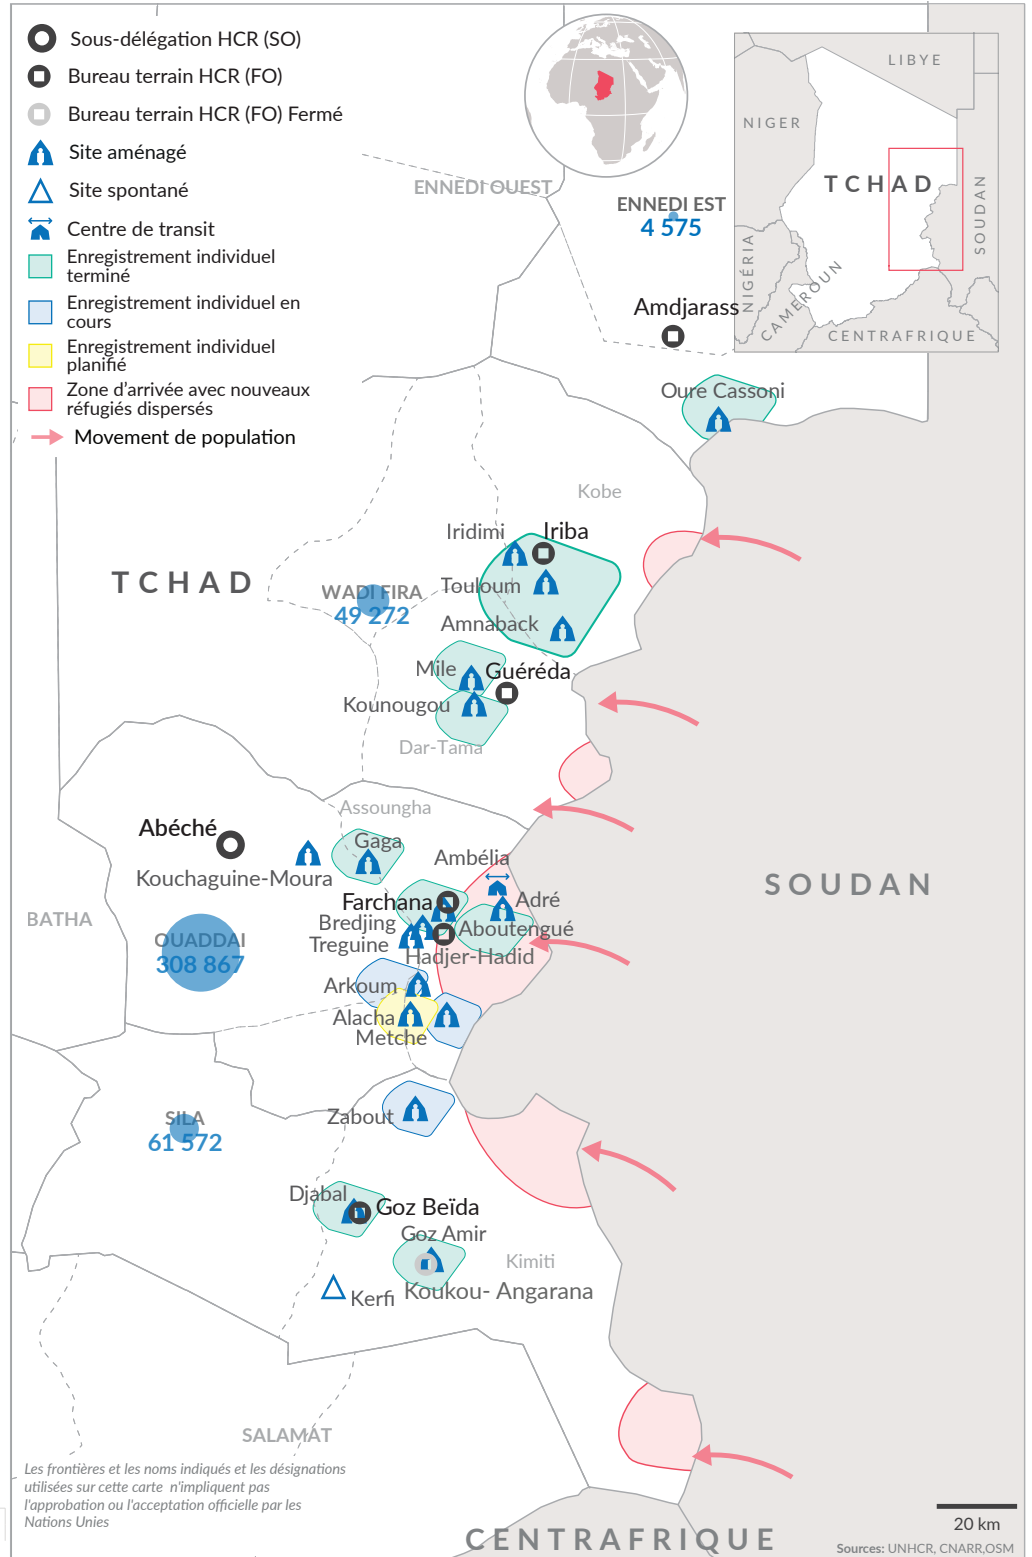 Sous-délégation HCR (SO)
Bureau terrain HCR (FO)
Bureau terrain HCR (FO) Fermé
Site aménagé
Site spontané
Centre de transit
Enregistrement individuel
terminé
Enregistrement individuel en
cours
Enregistrement individuel
planifié
Zone d'arrivée avec nouveaux
réfugiés dispersés
Movement de population
LIBYE
NIGER
TCHAD
SOUDAN
NIGÉRIA
CAMEROUN
CENTRAFRIQUE
ENNEDI OUEST
ENNEDI EST
4 575
Amdjarass
Oure Cassoni
Kobe
Iridimi
Iriba
TCHAD
Touloum
WADI FIRA
49 272
Amnaback
Mile
Guéréda
Kounougou
Dar-Tama
Assoungha
Abéché
Gaga
Ambélia
Kouchaguine-Moura
SOUDAN
Farchana
Adré
BATHA
Bredjing
Aboutengué
Treguine
OUADDAI
308 867
Hadjer-Hadid
Arkoum
Alacha
Metche
Zabout
SILA
61 572
Djabal
Goz Beïda
Goz Amir
Kimiti
Koukou- Angarana
Kerfi
SALAMAT
Les frontières et les noms indiqués et les désignations
utilisées sur cette carte n'impliquent pas
l'approbation ou l'acceptation officielle par les
Nations Unies
CENTRAFRIQUE
20 km
Sources: UNHCR, CNARR,OSM